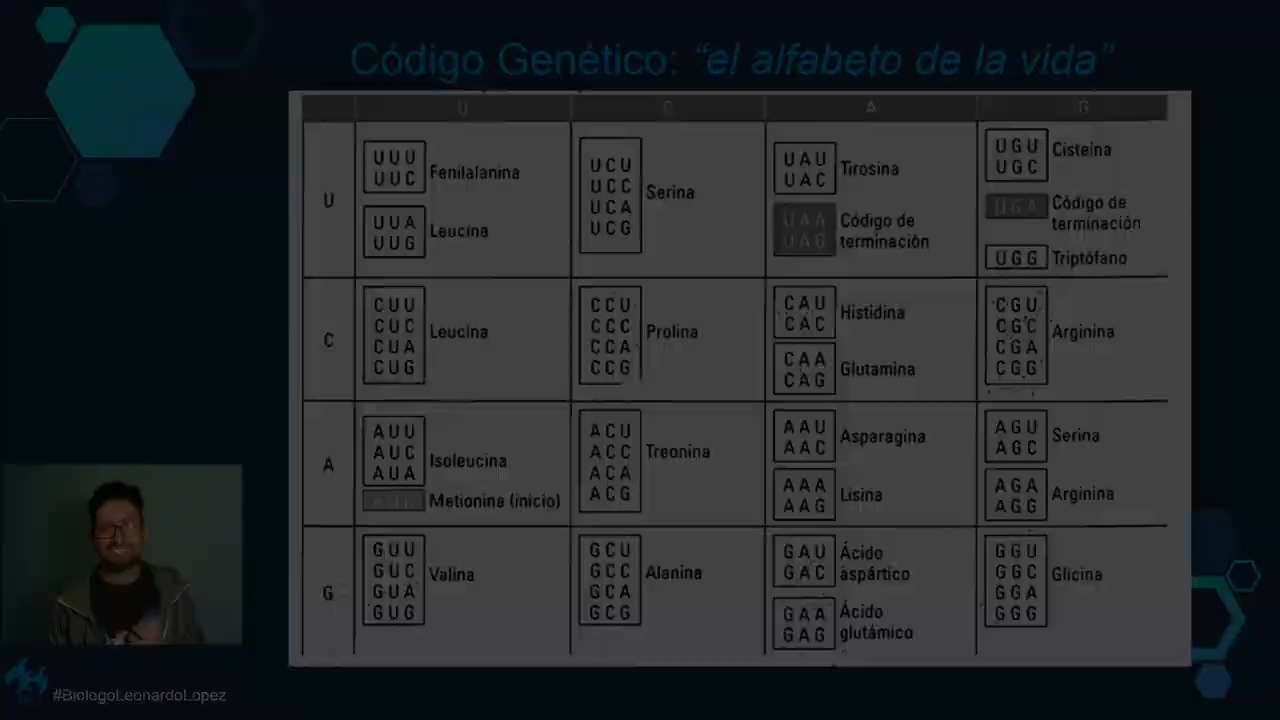 Código Genético: “el alfabeto de la vida”
U C A G
U
UUU
UUC
Fenilalanina
UUA
UUG
Leucina
UCU
UCC
UCA
UCG
Serina
UAU
UAC
Tirosina
UAA
UAG
Código de
terminación
UGU
UGC
Cisteína
UGA
Código de
terminación
UGG
Triptófano
C
CUU
CUC
CUA
CUG
Leucina
CCU
CCC
CCA
CCG
Prolina
CAU
CAC
Histidina
CAA
CAG
Glutamina
CGU
CGC
CGA
CGG
Arginina
A
AUU
AUC
AUA
Isoleucina
Metionina (inicio)
ACU
ACC
ACA
ACG
Treonina
AAU
AAC
Asparagina
AAA
AAG
Lisina
AGU
AGC
Serina
AGA
AGG
Arginina
G
GUU
GUC
GUA
GUG
Valina
GCU
GCC
GCA
GCG
Alanina
GAU
GAC
Ácido
aspártico
GAA
GAG
Ácido
glutámico
GGU
GGC
GGA
GGG
Glicina
#BiologoLeonardoLopez